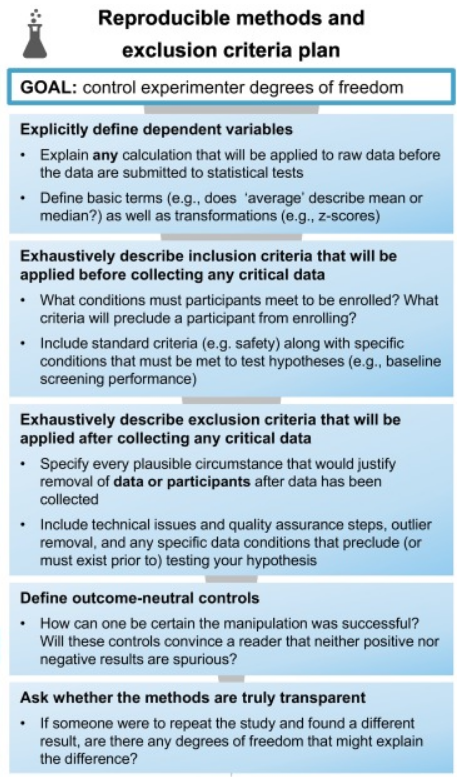 Reproducible methods and
exclusion criteria plan
GOAL: control experimenter degrees of freedom
Explicitly define dependent variables
• Explain any calculation that will be applied to raw data before
the data are submitted to statistical tests
• Define basic terms (e.g., does 'average' describe mean or
median?) as well as transformations (e.g., z-scores)
Exhaustively describe inclusion criteria that will be
applied before collecting any critical data
• What conditions must participants meet to be enrolled? What
criteria will preclude a participant from enrolling?
• Include standard criteria (e.g. safety) along with specific
conditions that must be met to test hypotheses (e.g., baseline
screening performance)
Exhaustively describe exclusion criteria that will be
applied after collecting any critical data
• Specify every plausible circumstance that would justify
removal of data or participants after data has been
collected
• Include technical issues and quality assurance steps, outlier
removal, and any specific data conditions that preclude (or
must exist prior to) testing your hypothesis
Define outcome-neutral controls
• How can one be certain the manipulation was successful?
Will these controls convince a reader that neither positive nor
negative results are spurious?
Ask whether the methods are truly transparent
• If someone were to repeat the study and found a different
result, are there any degrees of freedom that might explain
the difference?